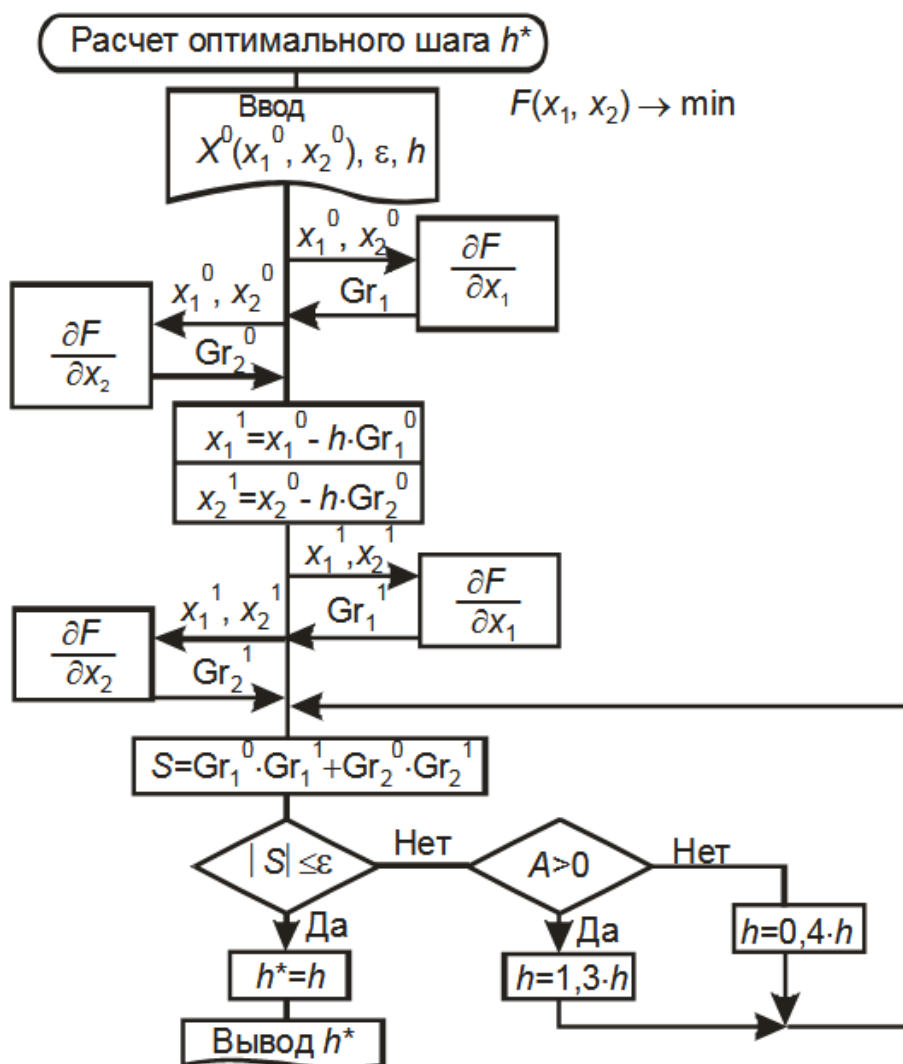 Расчет оптимального шага h*
Ввод
X⁰(x₁⁰, x₂⁰), ε, h
F(x₁, x₂) → min
x₁⁰, x₂⁰
∂F
∂x₁
Gr₁
x₁⁰, x₂⁰
∂F
∂x₂
Gr₂⁰
x₁¹=x₁⁰- h·Gr₁⁰
x₂¹=x₂⁰- h·Gr₂⁰
x₁¹,x₂¹
∂F
∂x₁
Gr₁¹
x₁¹, x₂¹
∂F
∂x₂
Gr₂¹
S=Gr₁⁰·Gr₁¹+Gr₂⁰·Gr₂¹
|S| ≤ε
Нет
A>0
Нет
Да
Да
h=0,4·h
h*=h
h=1,3·h
Вывод h*